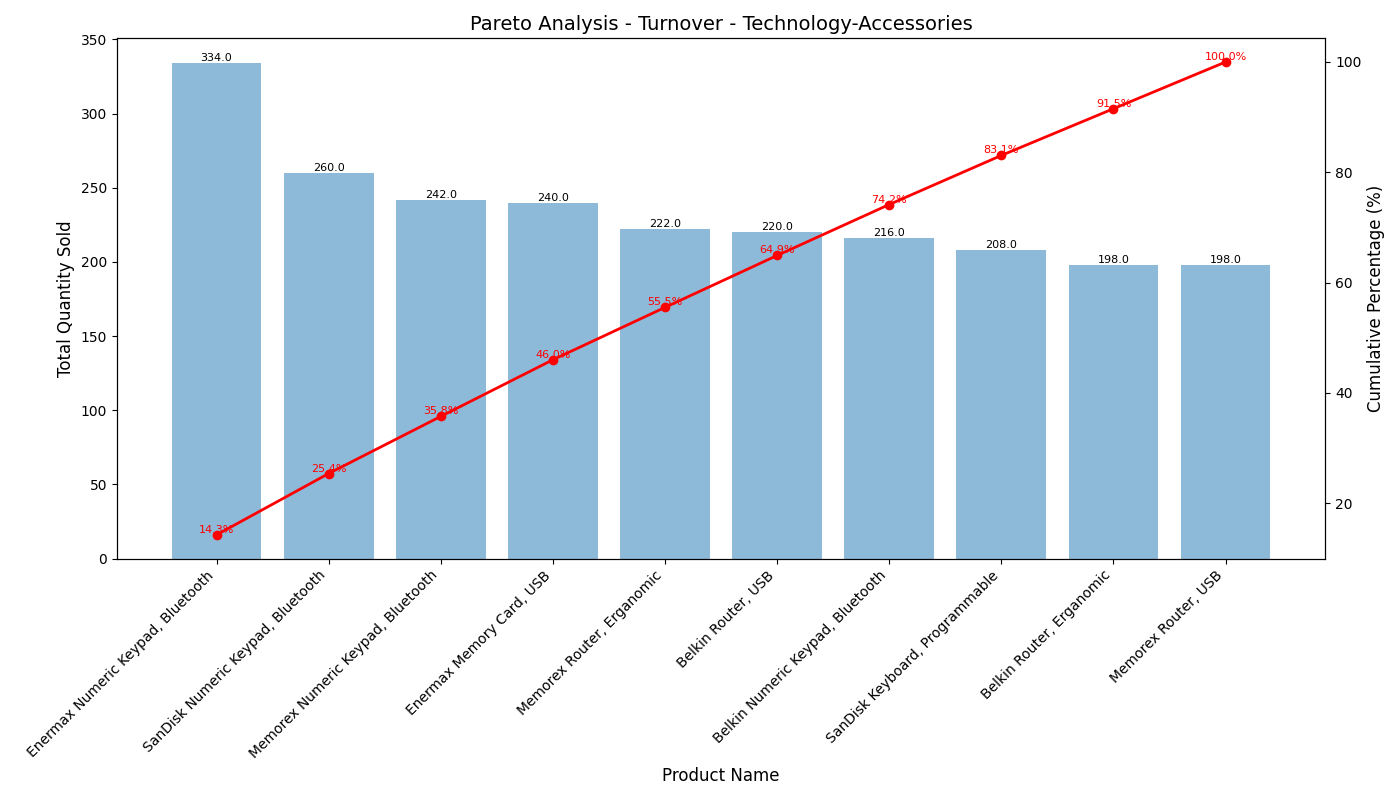 Pareto Analysis - Turnover - Technology-Accessories
350
300
250
200
150
100
50
0
Total Quantity Sold
334.0
260.0
242.0
240.0
222.0
220.0
216.0
208.0
198.0
198.0
14.3%
25.4%
35.8%
46.0%
55.5%
64.9%
74.2%
83.1%
91.5%
100.0%
100
80
60
40
20
Cumulative Percentage (%)
Enermax Numeric Keypad, Bluetooth
SanDisk Numeric Keypad, Bluetooth
Memorex Numeric Keypad, Bluetooth
Enermax Memory Card, USB
Memorex Router, Erganomic
Belkin Router, USB
Belkin Numeric Keypad, Bluetooth
SanDisk Keyboard, Programmable
Belkin Router, Erganomic
Memorex Router, USB
Product Name